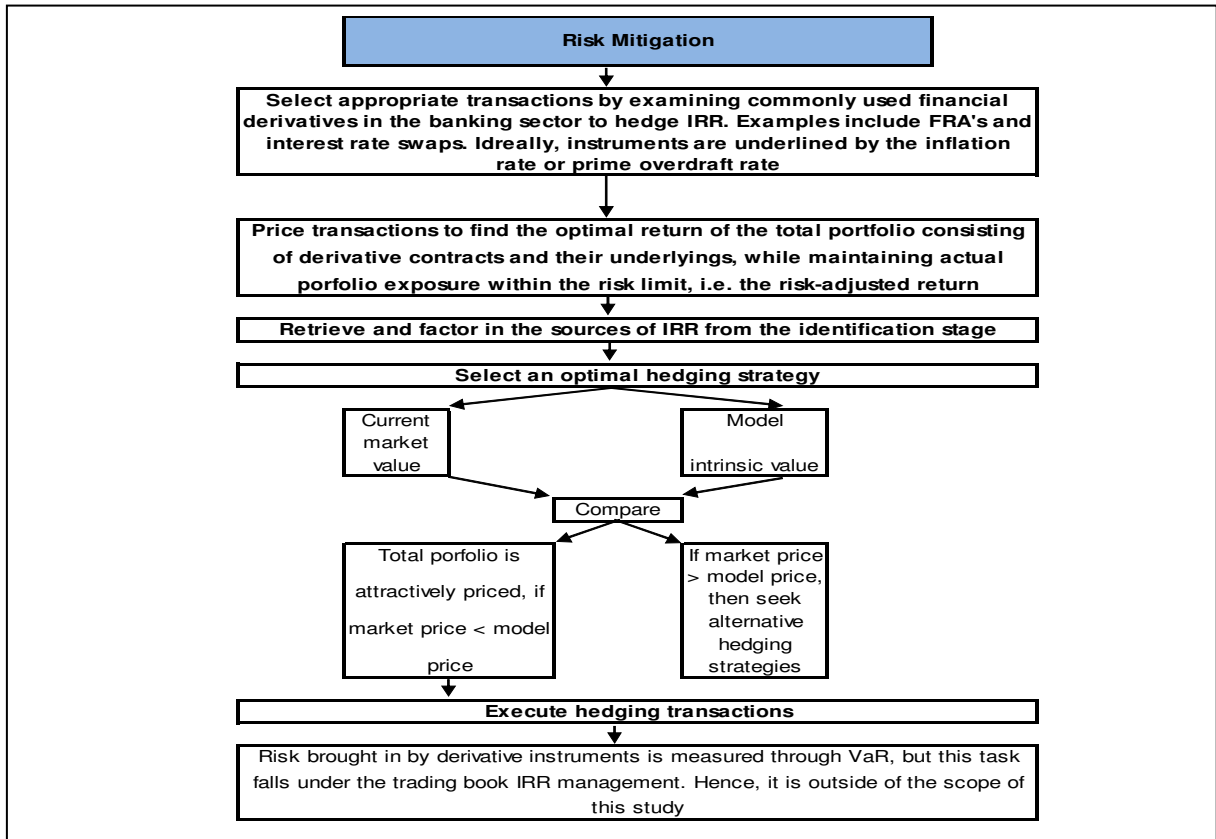 Risk Mitigation
Select appropriate transactions by examining commonly used financial
derivatives in the banking sector to hedge IRR. Examples include FRA's and
interest rate swaps. Ideally, instruments are underlined by the inflation
rate or prime overdraft rate
Price transactions to find the optimal return of the total portfolio consisting
of derivative contracts and their underlyings, while maintaining actual
porfolio exposure within the risk limit, i.e. the risk-adjusted return
Retrieve and factor in the sources of IRR from the identification stage
Select an optimal hedging strategy
Current
market
value
Model
intrinsic value
Compare
Total porfolio is
attractively priced, if
market price < model
price
If market price
> model price,
then seek
alternative
hedging
strategies
Execute hedging transactions
Risk brought in by derivative instruments is measured through VaR, but this task
falls under the trading book IRR management. Hence, it is outside of the scope of
this study